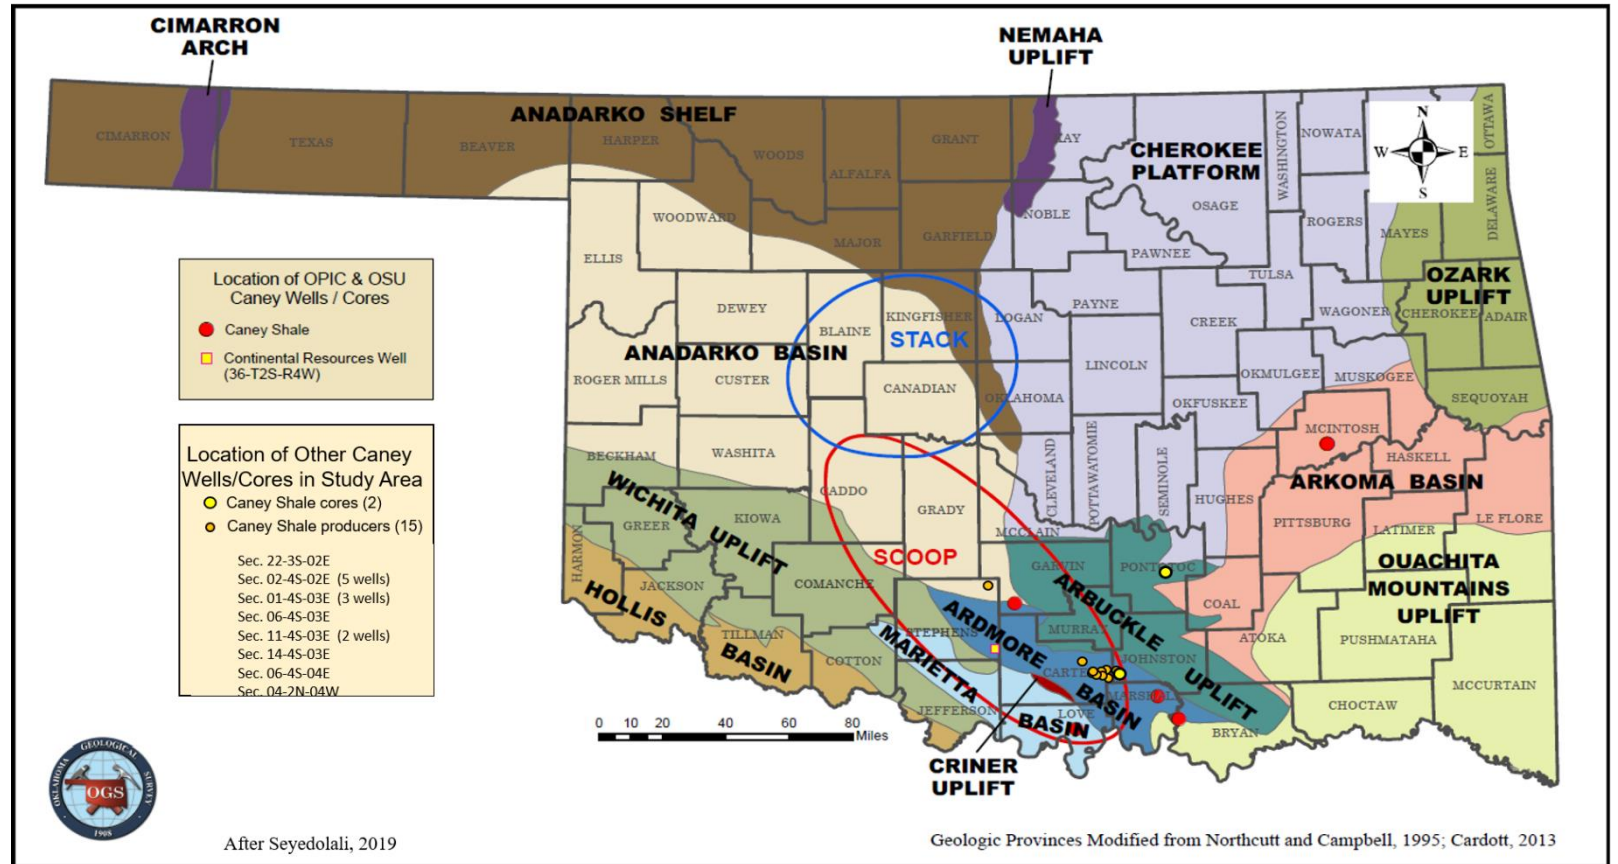 CIMARRON
ARCH
NEMAHA
UPLIFT
ANADARKO SHELF
CIMARRON
TEXAS
BEAVER
HARPER
WOODS
ALFALFA
GRANT
KAY
CHEROKEE
PLATFORM
WASHINGTON
NOWATA
OTTAWA
N
W
E
S
WOODWARD
MAJOR
GARFIELD
NOBLE
OSAGE
PAWNEE
ROGERS
MAYES
DELAWARE
ELLIS
Location of OPIC & OSU
Caney Wells / Cores
Caney Shale
Continental Resources Well
(36-T2S-R4W)
DEWEY
BLAINE
KINGFISHER
STACK
LOGAN
PAYNE
TULSA
CREEK
WAGONER
OZARK
UPLIFT
CHEROKEE
ADAIR
ANADARKO BASIN
ROGER MILLS
CUSTER
CANADIAN
OKLAHOMA
LINCOLN
OKMULGEE
MUSKOGEE
OKFUSKEE
SEQUOYAH
Location of Other Caney
Wells/Cores in Study Area
Caney Shale cores (2)
Caney Shale producers (15)
Sec. 22-3S-02E
Sec. 02-4S-02E (5 wells)
Sec. 01-4S-03E (3 wells)
Sec. 06-4S-03E
Sec. 11-4S-03E (2 wells)
Sec. 14-4S-03E
Sec. 06-4S-04E
Sec. 04-2N-04W
BECKHAM
WASHITA
CADDO
GRADY
CLEVELAND
POTTAWATOMIE
SEMINOLE
HUGHES
MCINTOSH
HASKELL
ARKOMA BASIN
PITTSBURG
LATIMER
LE FLORE
WICHITA UPLIFT
GREER
KIOWA
HARMON
JACKSON
COMANCHE
SCOOP
MCCLAIN
GARVIN
PONTOTOC
COAL
OUACHITA
MOUNTAINS
UPLIFT
HOLLIS
BASIN
TILLMAN
COTTON
STEPHENS
ARDMORE
BASIN
ARBUCKLE
UPLIFT
MURRAY
JOHNSTON
ATOKA
PUSHMATAHA
MARIETTA
BASIN
JEFFERSON
MARSHALL
LOVE
BRYAN
CHOCTAW
MCCURTAIN
0 10 20 40 60 80
Miles
CRINER
UPLIFT
OKLAHOMA GEOLOGICAL SURVEY
OGS
1908
After Seyedolali, 2019
Geologic Provinces Modified from Northcutt and Campbell, 1995; Cardott, 2013